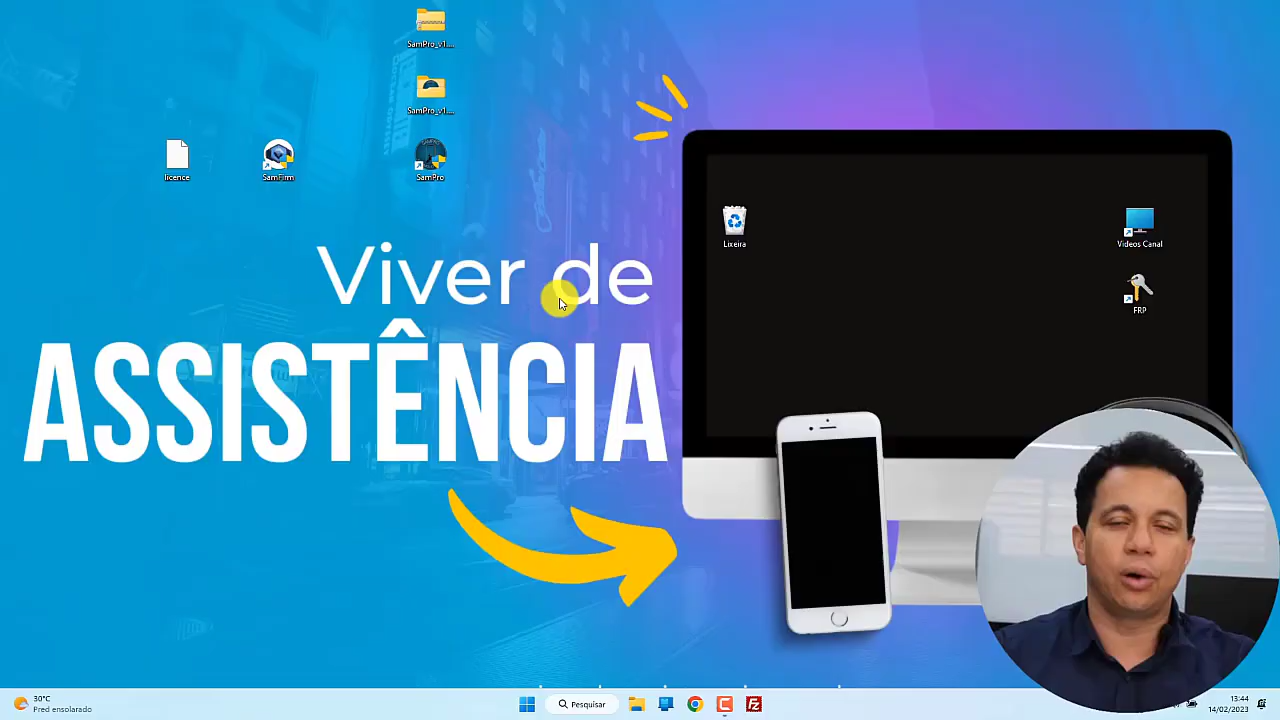 SamPro_v1....
SamPro_v1....
licence
SamFirm
SamPro
Lixeira
Videos Canal
FRP
Viver de
ASSISTÊNCIA
30°C
Pred ensolarado
Pesquisar
13:44
14/02/2023